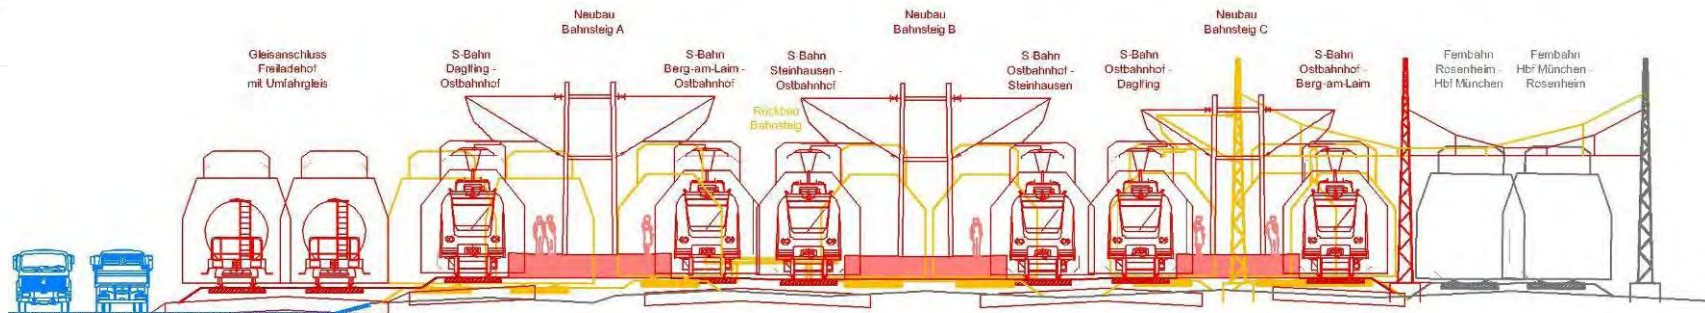 Neubau
Bahnsteig A
Neubau
Bahnsteig B
Neubau
Bahnsteig C
Gleisanschluss
Freiladehof
mit Umfahrgleis
S-Bahn
Daglfing -
Ostbahnhof
S-Bahn
Berg-am-Laim -
Ostbahnhof
S-Bahn
Steinhausen -
Ostbahnhof
S-Bahn
Ostbahnhof -
Steinhausen
S-Bahn
Ostbahnhof -
Daglfing
S-Bahn
Ostbahnhof -
Berg-am-Laim
Fernbahn
Rosenheim -
Hbf München
Fernbahn
Hbf München -
Rosenheim
Rückbau
Bahnsteig